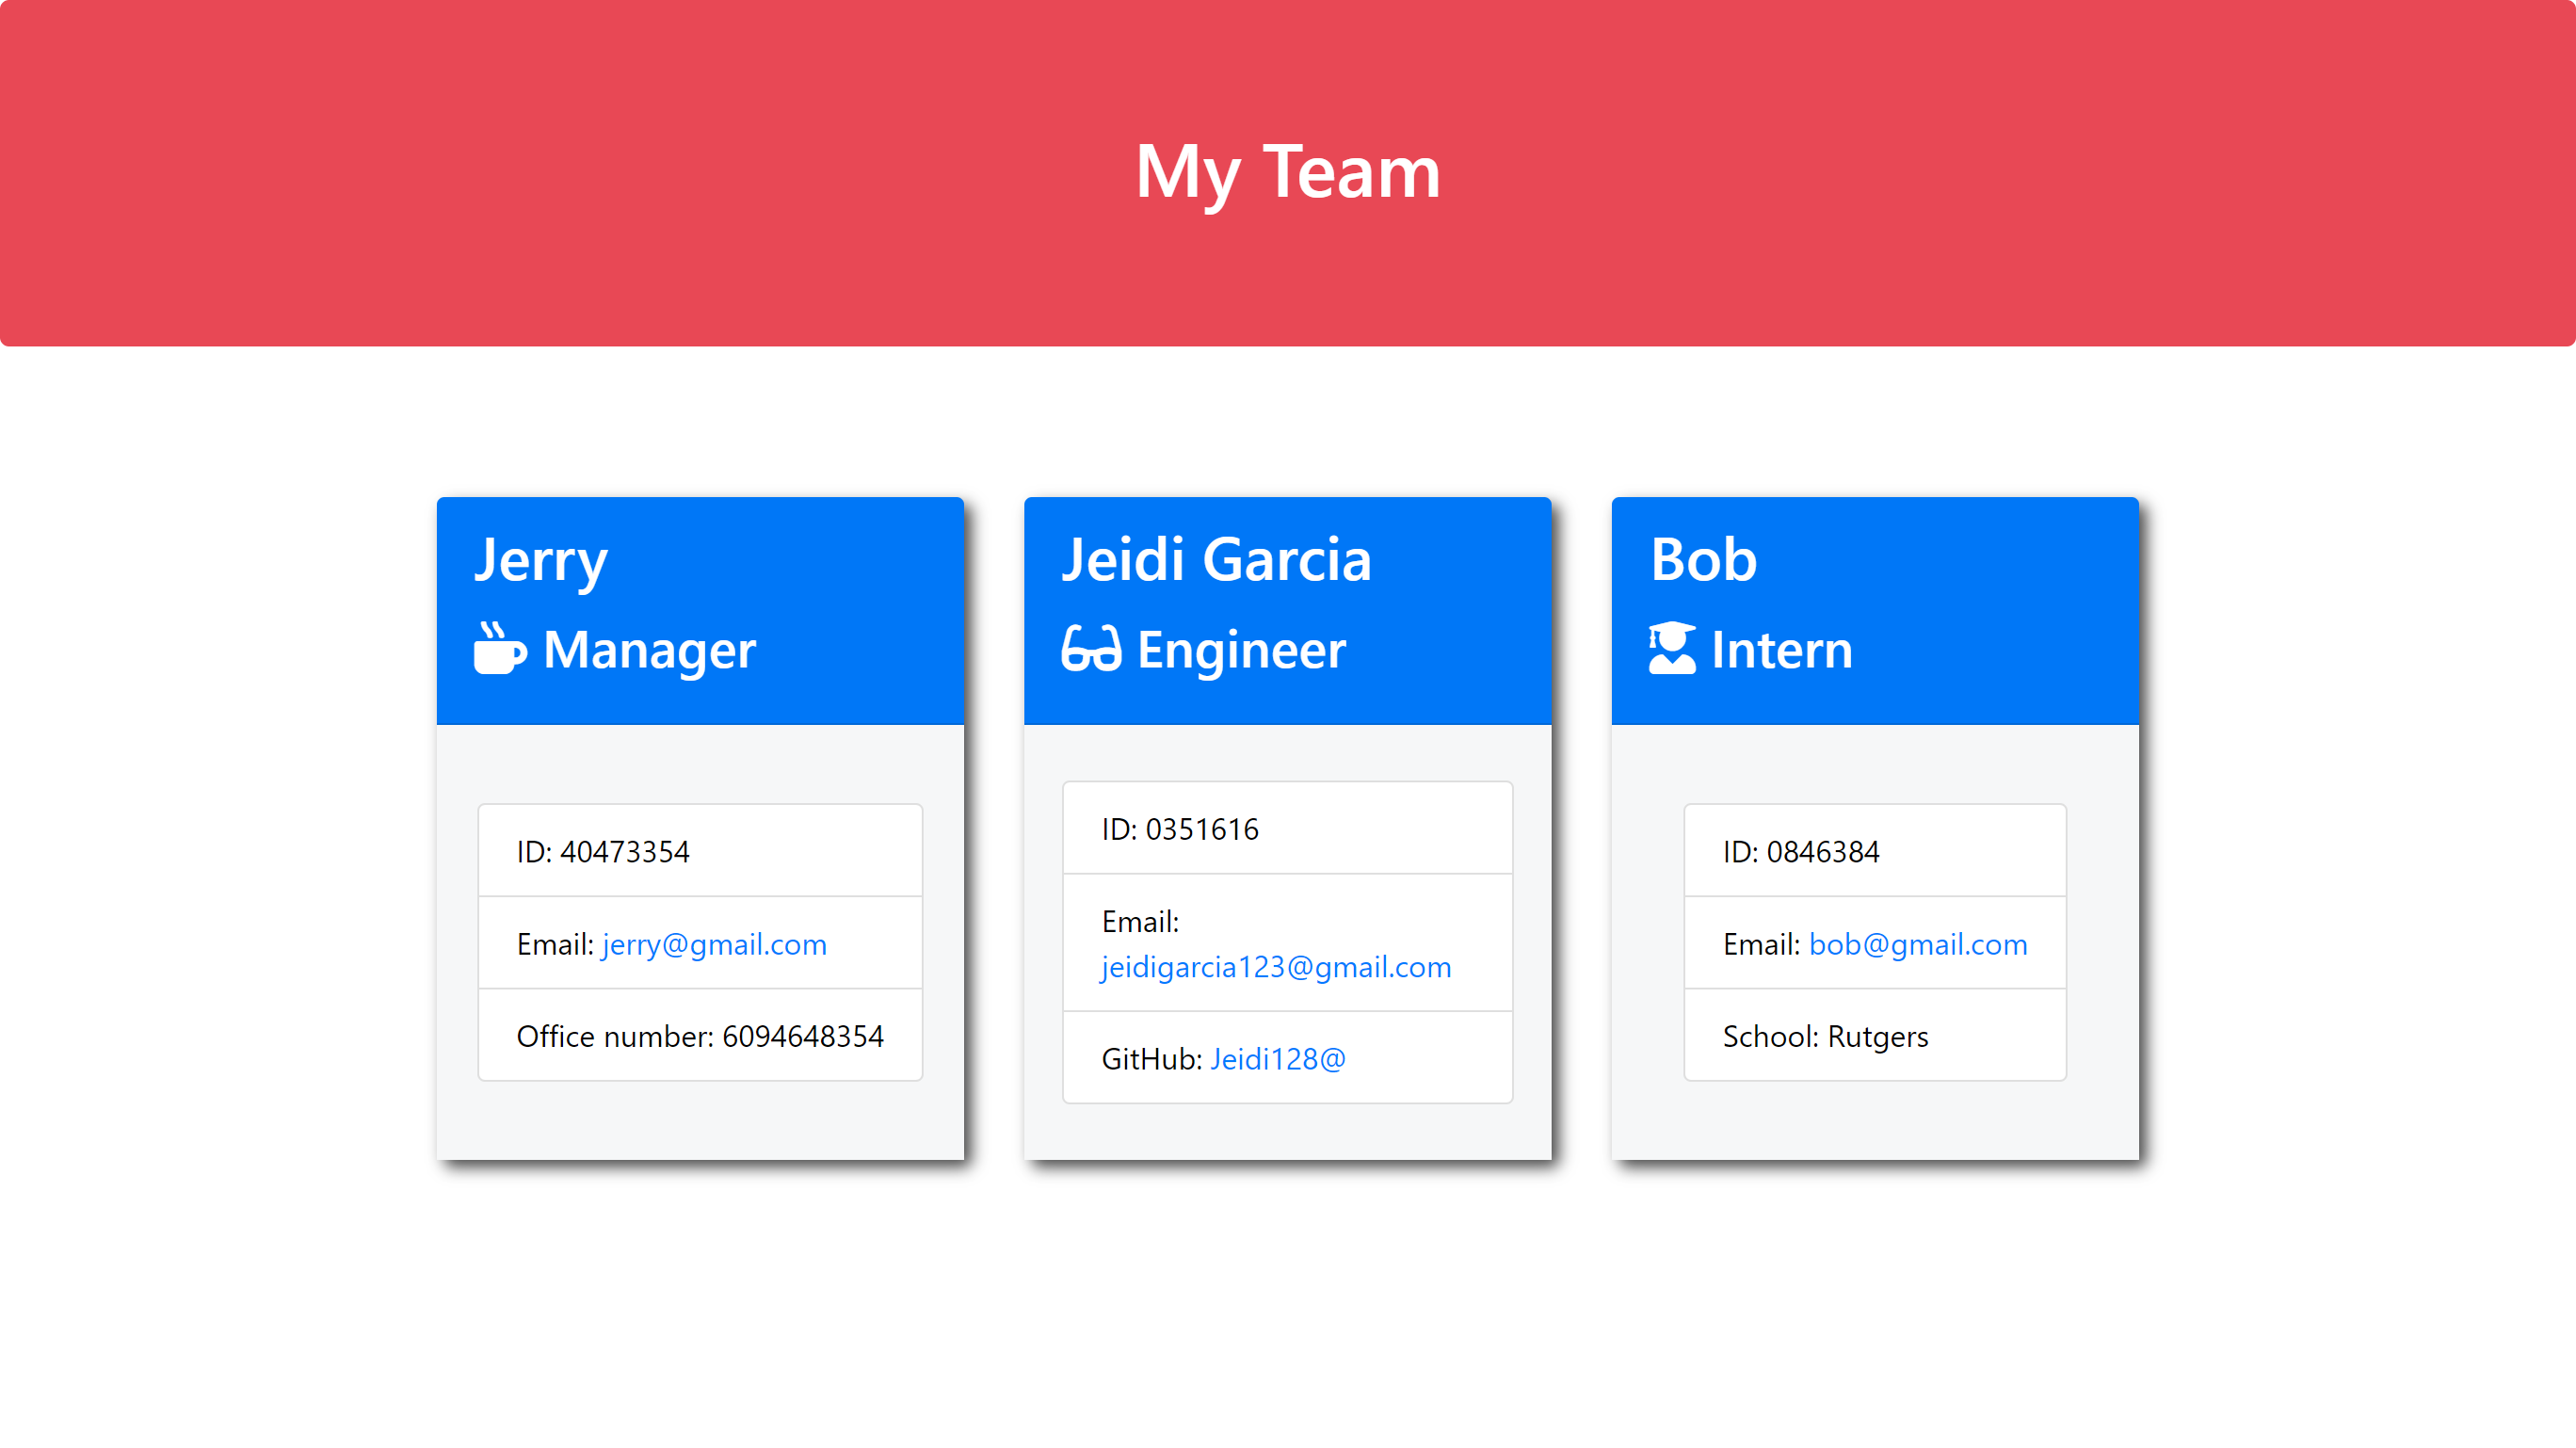 My Team
Jerry
Manager
ID: 40473354
Email: jerry@gmail.com
Office number: 6094648354
Jeidi Garcia
Engineer
ID: 0351616
Email:
jeidigarcia123@gmail.com
GitHub: Jeidi128@
Bob
Intern
ID: 0846384
Email: bob@gmail.com
School: Rutgers